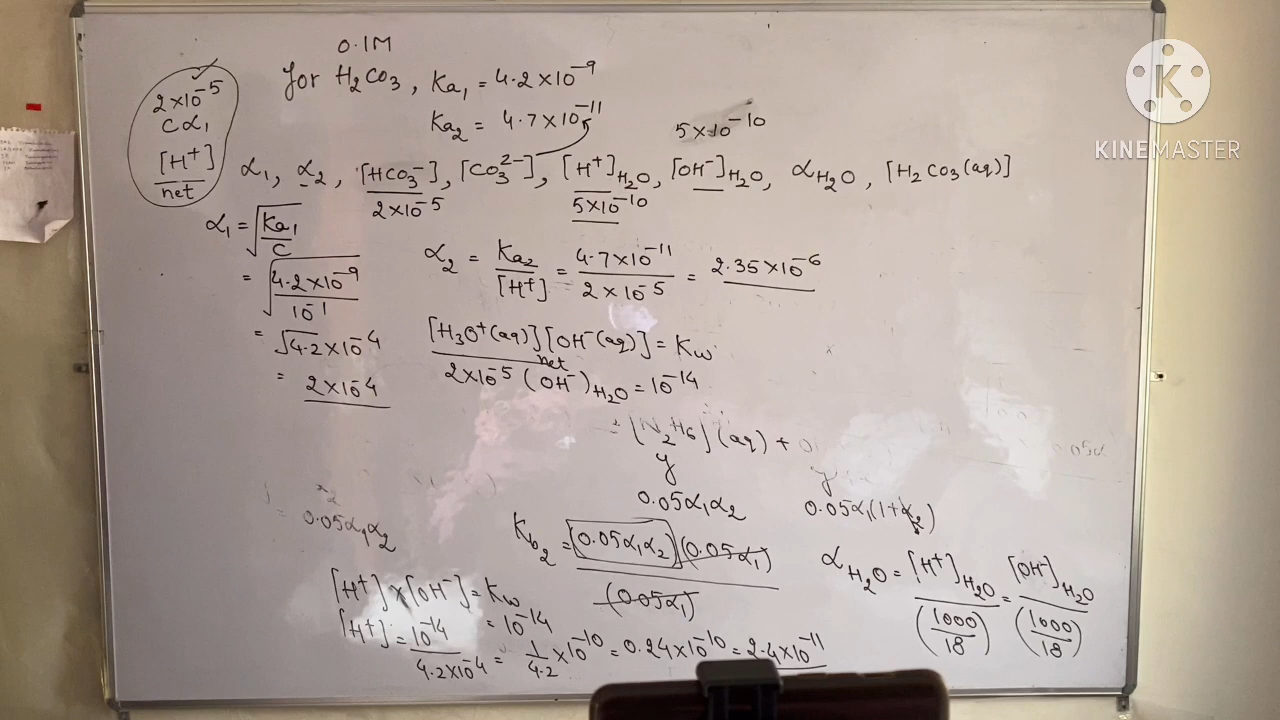 0.1M
for H₂CO₃, Ka₁ = 4.2×10⁻⁹
Ka₂ = 4.7×10⁻¹¹
5×10⁻¹⁰
2×10⁻⁵
Cα₁
[H⁺]
net
α₁, α₂, [HCO₃⁻], [CO₃²⁻], [H⁺]H₂O, [OH⁻]H₂O, αH₂O, [H₂CO₃(aq)]
2×10⁻⁵
5×10⁻¹⁰
α₁ = √Ka₁/C
= √4.2×10⁻⁹/10⁻¹
= √4.2×10⁻⁴
= 2×10⁻⁴
α₂ = Ka₂/[H⁺] = 4.7×10⁻¹¹/2×10⁻⁵ = 2.35×10⁻⁶
[H₃O⁺(aq)][OH⁻(aq)] = Kw
net
2×10⁻⁵ (OH⁻)H₂O = 10⁻¹⁴
[N₂H₆](aq) +
y
0.05α₁α₂
0.05α₁(1+α₂)
= 0.05α₁α₂
Kb₂ = (0.05α₁α₂)(0.05α₁)/(0.05α₁)
αH₂O = [H⁺]H₂O/(1000/18) = [OH⁻]H₂O/(1000/18)
[H⁺]×[OH⁻] = Kw
= 10⁻¹⁴
[H⁺] = 10⁻¹⁴/4.2×10⁻⁴ = 1/4.2×10⁻¹⁰ = 0.24×10⁻¹⁰ = 2.4×10⁻¹¹
KINEMASTER